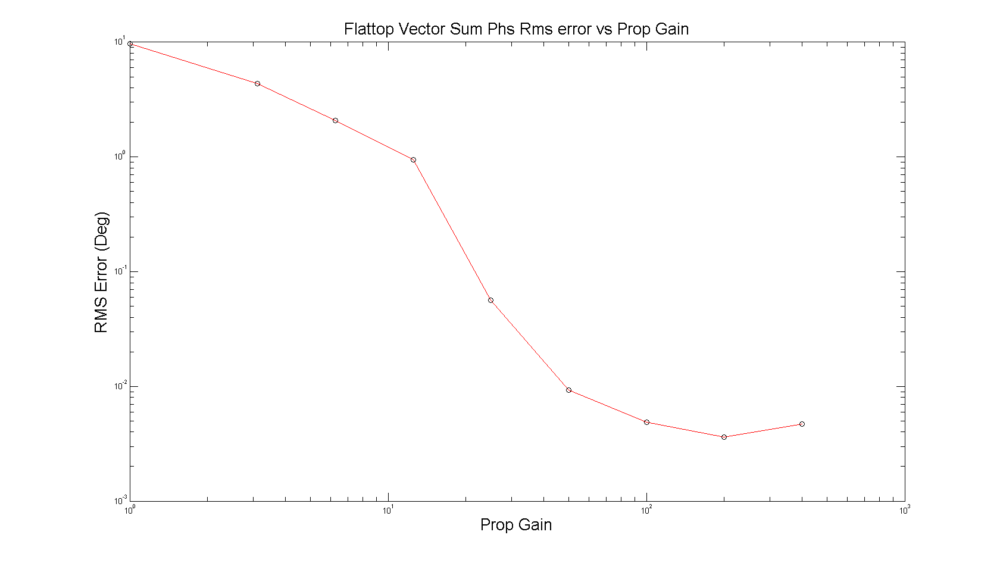 Flattop Vector Sum Phs Rms error vs Prop Gain
10^1
10^0
10^-1
10^-2
10^-3
RMS Error (Deg)
10^0 10^1 10^2 10^3
Prop Gain